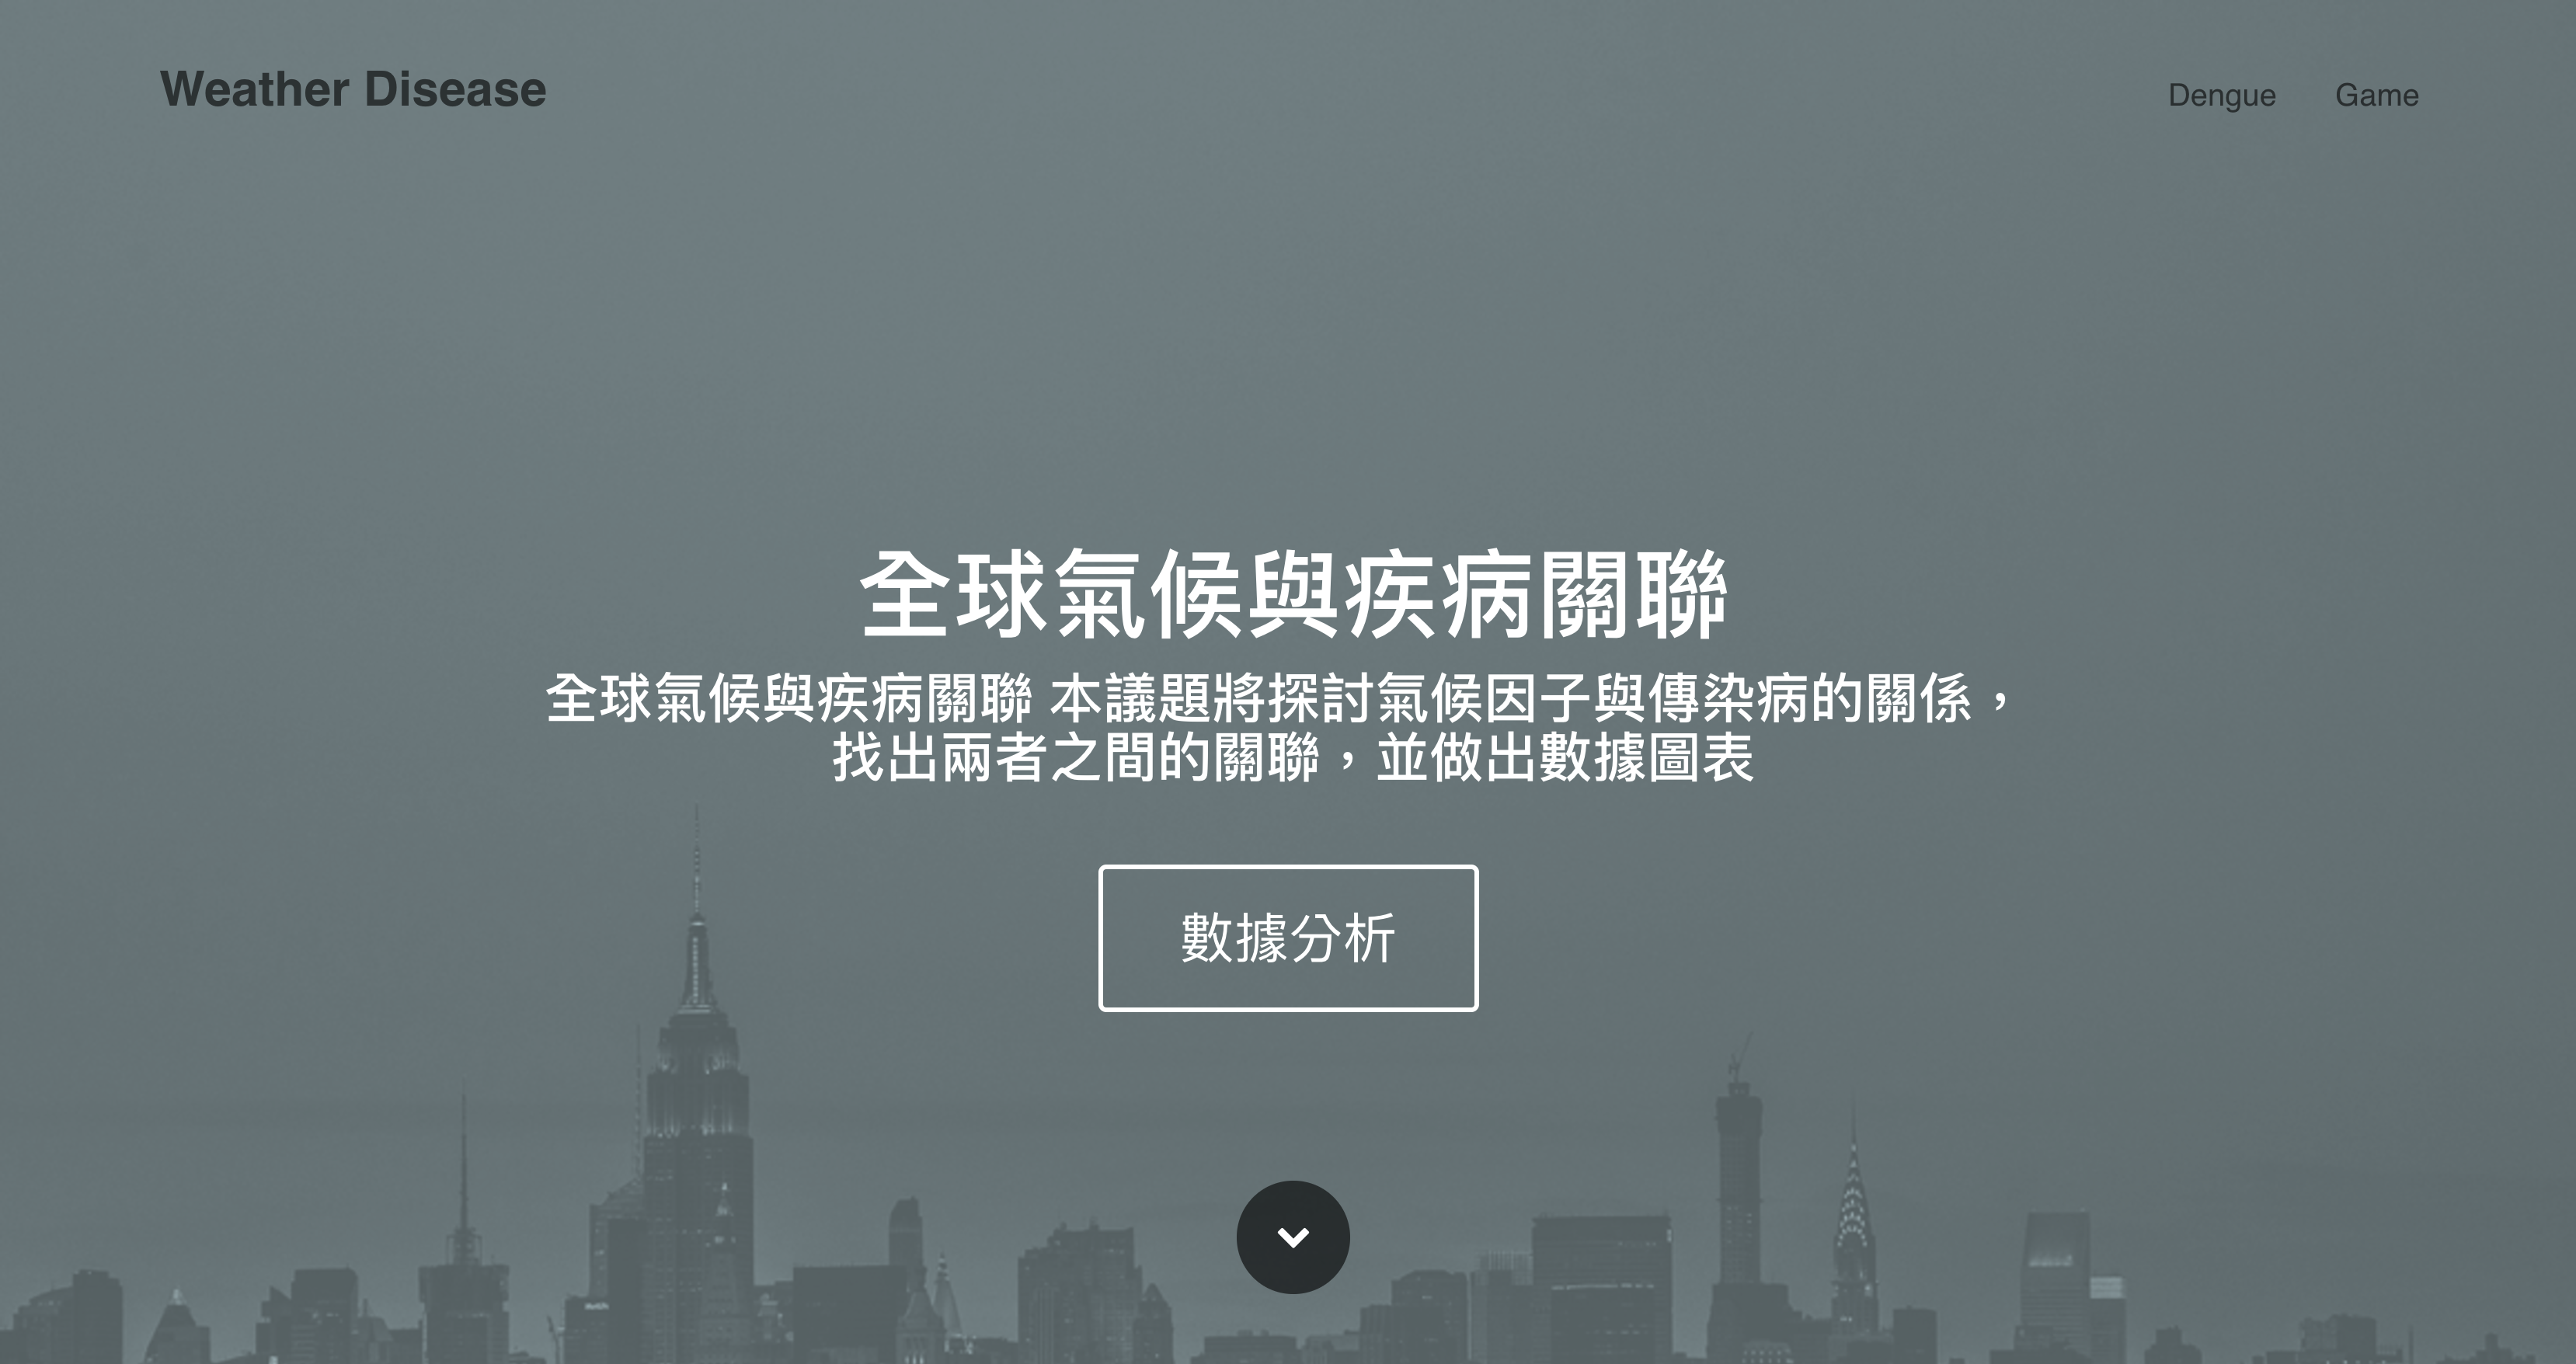 Weather Disease
Dengue
Game
全球氣候與疾病關聯
全球氣候與疾病關聯 本議題將探討氣候因子與傳染病的關係，
找出兩者之間的關聯，並做出數據圖表
數據分析